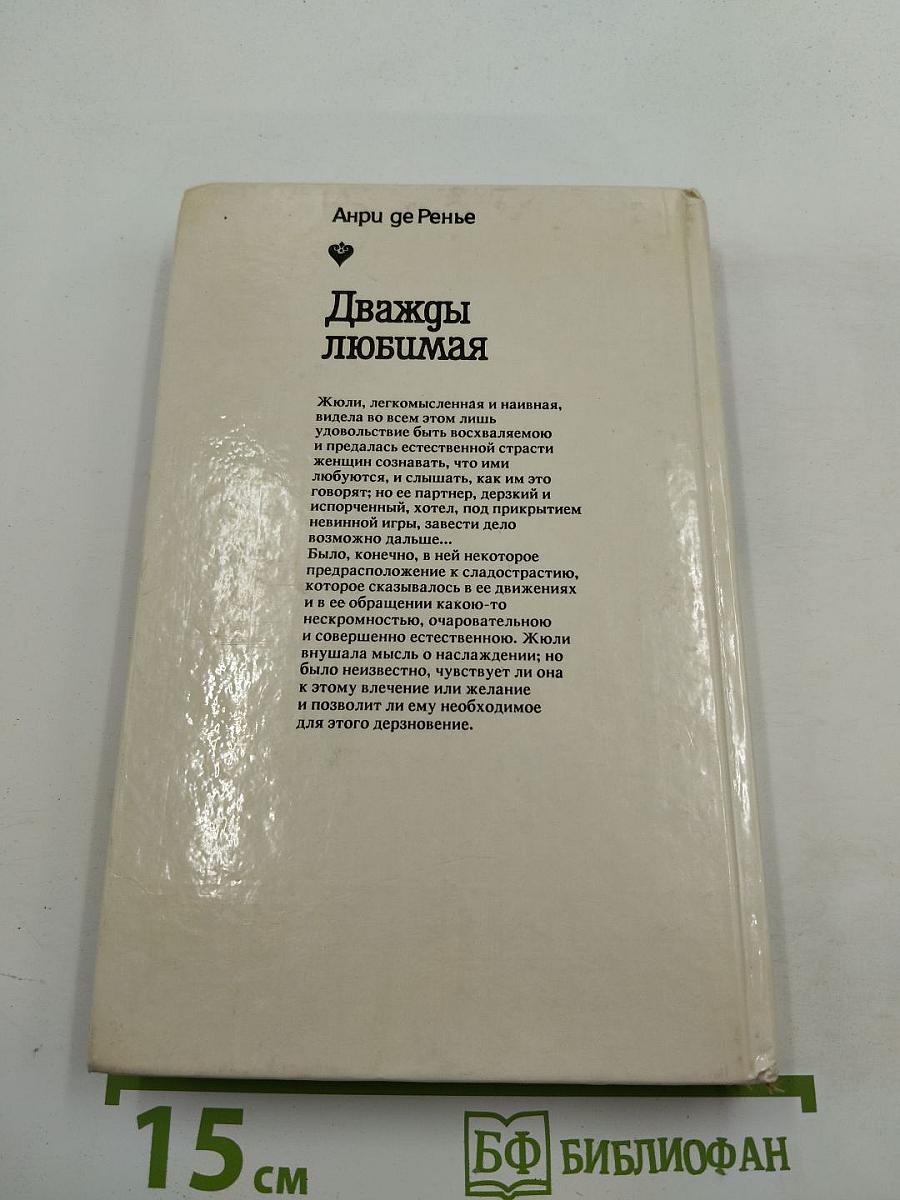 Анри де Ренье
Дважды
любимая
Жюли, легкомысленная и наивная,
видела во всем этом лишь
удовольствие быть восхваляемою
и предалась естественной страсти
женщин сознавать, что ими
любуются, и слышать, как им это
говорят; но ее партнер, дерзкий и
испорченный, хотел, под прикрытием
невинной игры, завести дело
возможно дальше...
Было, конечно, в ней некоторое
предрасположение к сладострастию,
которое сказывалось в ее движениях
и в ее обращении какою-то
нескромностью, очаровательною
и совершенно естественною. Жюли
внушала мысль о наслаждении; но
было неизвестно, чувствует ли она
к этому влечение или желание
и позволит ли ему необходимое
для этого дерзновение.
15 см
БФ БИБЛИОФАН